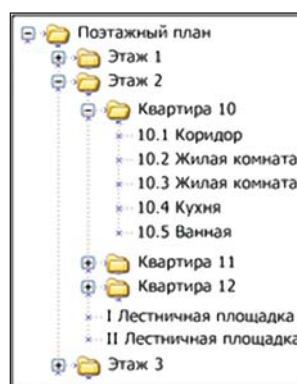 Поэтажный план
Этаж 1
Этаж 2
Квартира 10
10.1 Коридор
10.2 Жилая комната
10.3 Жилая комната
10.4 Кухня
10.5 Ванная
Квартира 11
Квартира 12
I Лестничная площадка
II Лестничная площадка
Этаж 3